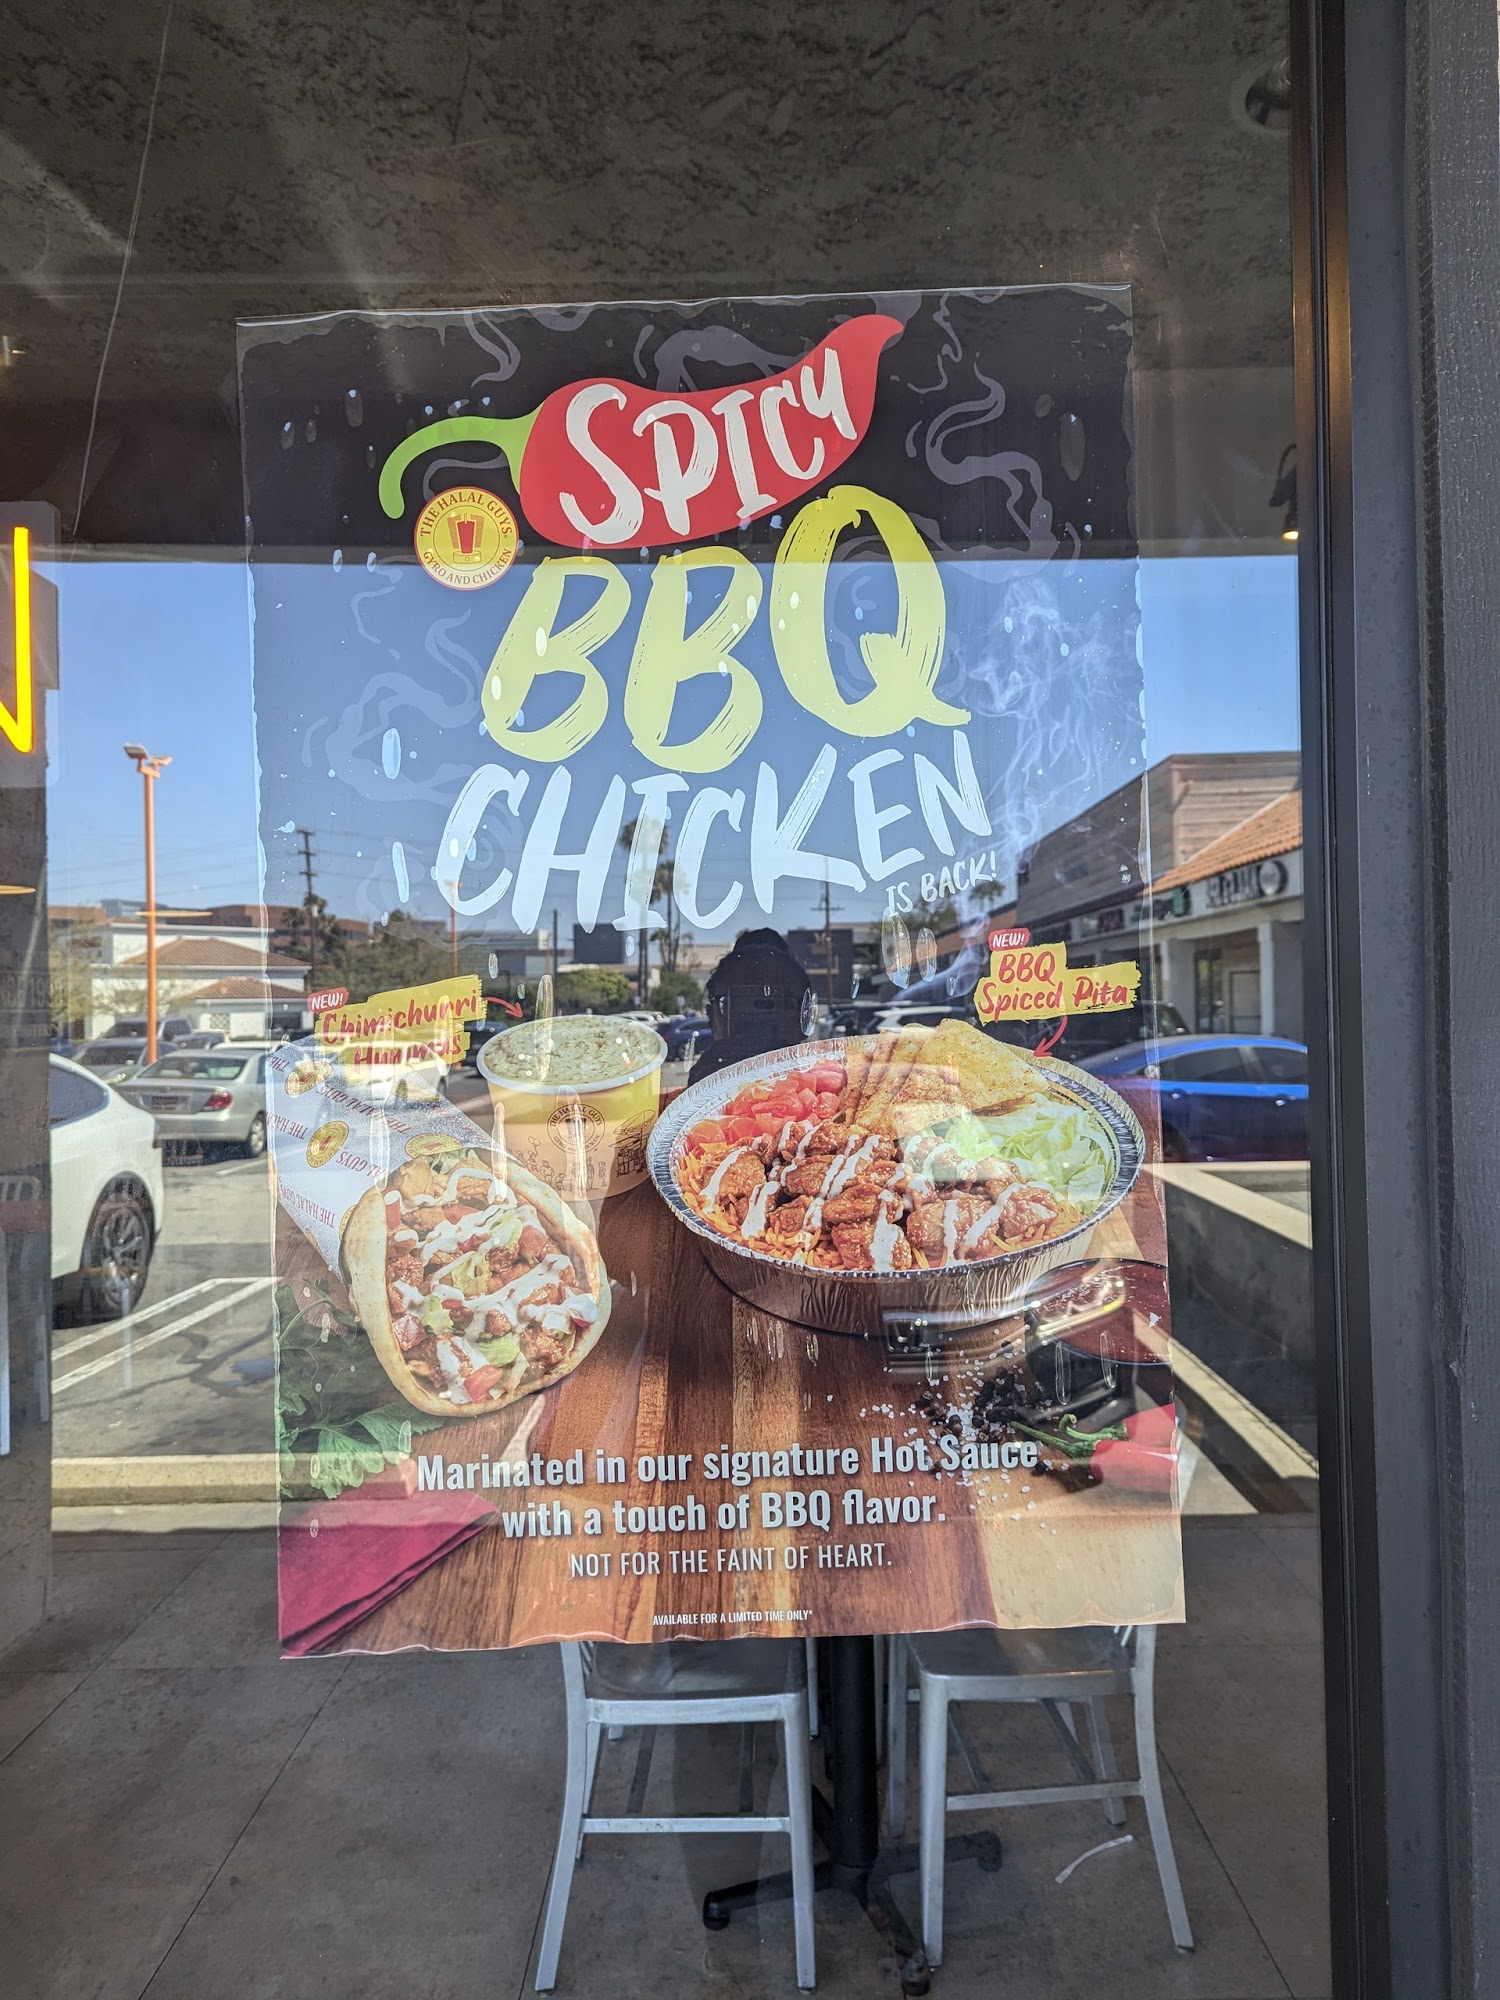 SPICY
THE HALAL GUYS®
GYRO AND CHICKEN
BBQ
CHICKEN
IS BACK!
NEW!
Chimichurri
Hummus
NEW!
BBQ
Spiced Pita
THE HALAL GUYS
Marinated in our signature Hot Sauce
with a touch of BBQ flavor.
NOT FOR THE FAINT OF HEART.
AVAILABLE FOR A LIMITED TIME ONLY*